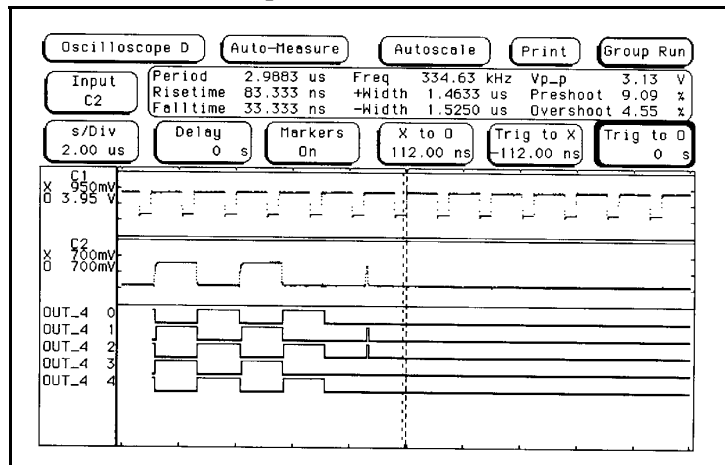 Oscilloscope D Auto-Measure Autoscale Print Group Run
Input C2
Period 2.9883 us Freq 334.63 kHz Vp_p 3.13 V
Risetime 83.333 ns +Width 1.4633 us Preshoot 9.09 %
Falltime 33.333 ns -Width 1.5250 us Overshoot 4.55 %
s/Div 2.00 us
Delay 0 s
Markers On
X to O 112.00 ns
Trig to X -112.00 ns
Trig to O 0 s
C1
X 950mV
O 3.95 V
C2
X 700mV
O 700mV
OUT_4 0
OUT_4 1
OUT_4 2
OUT_4 3
OUT_4 4